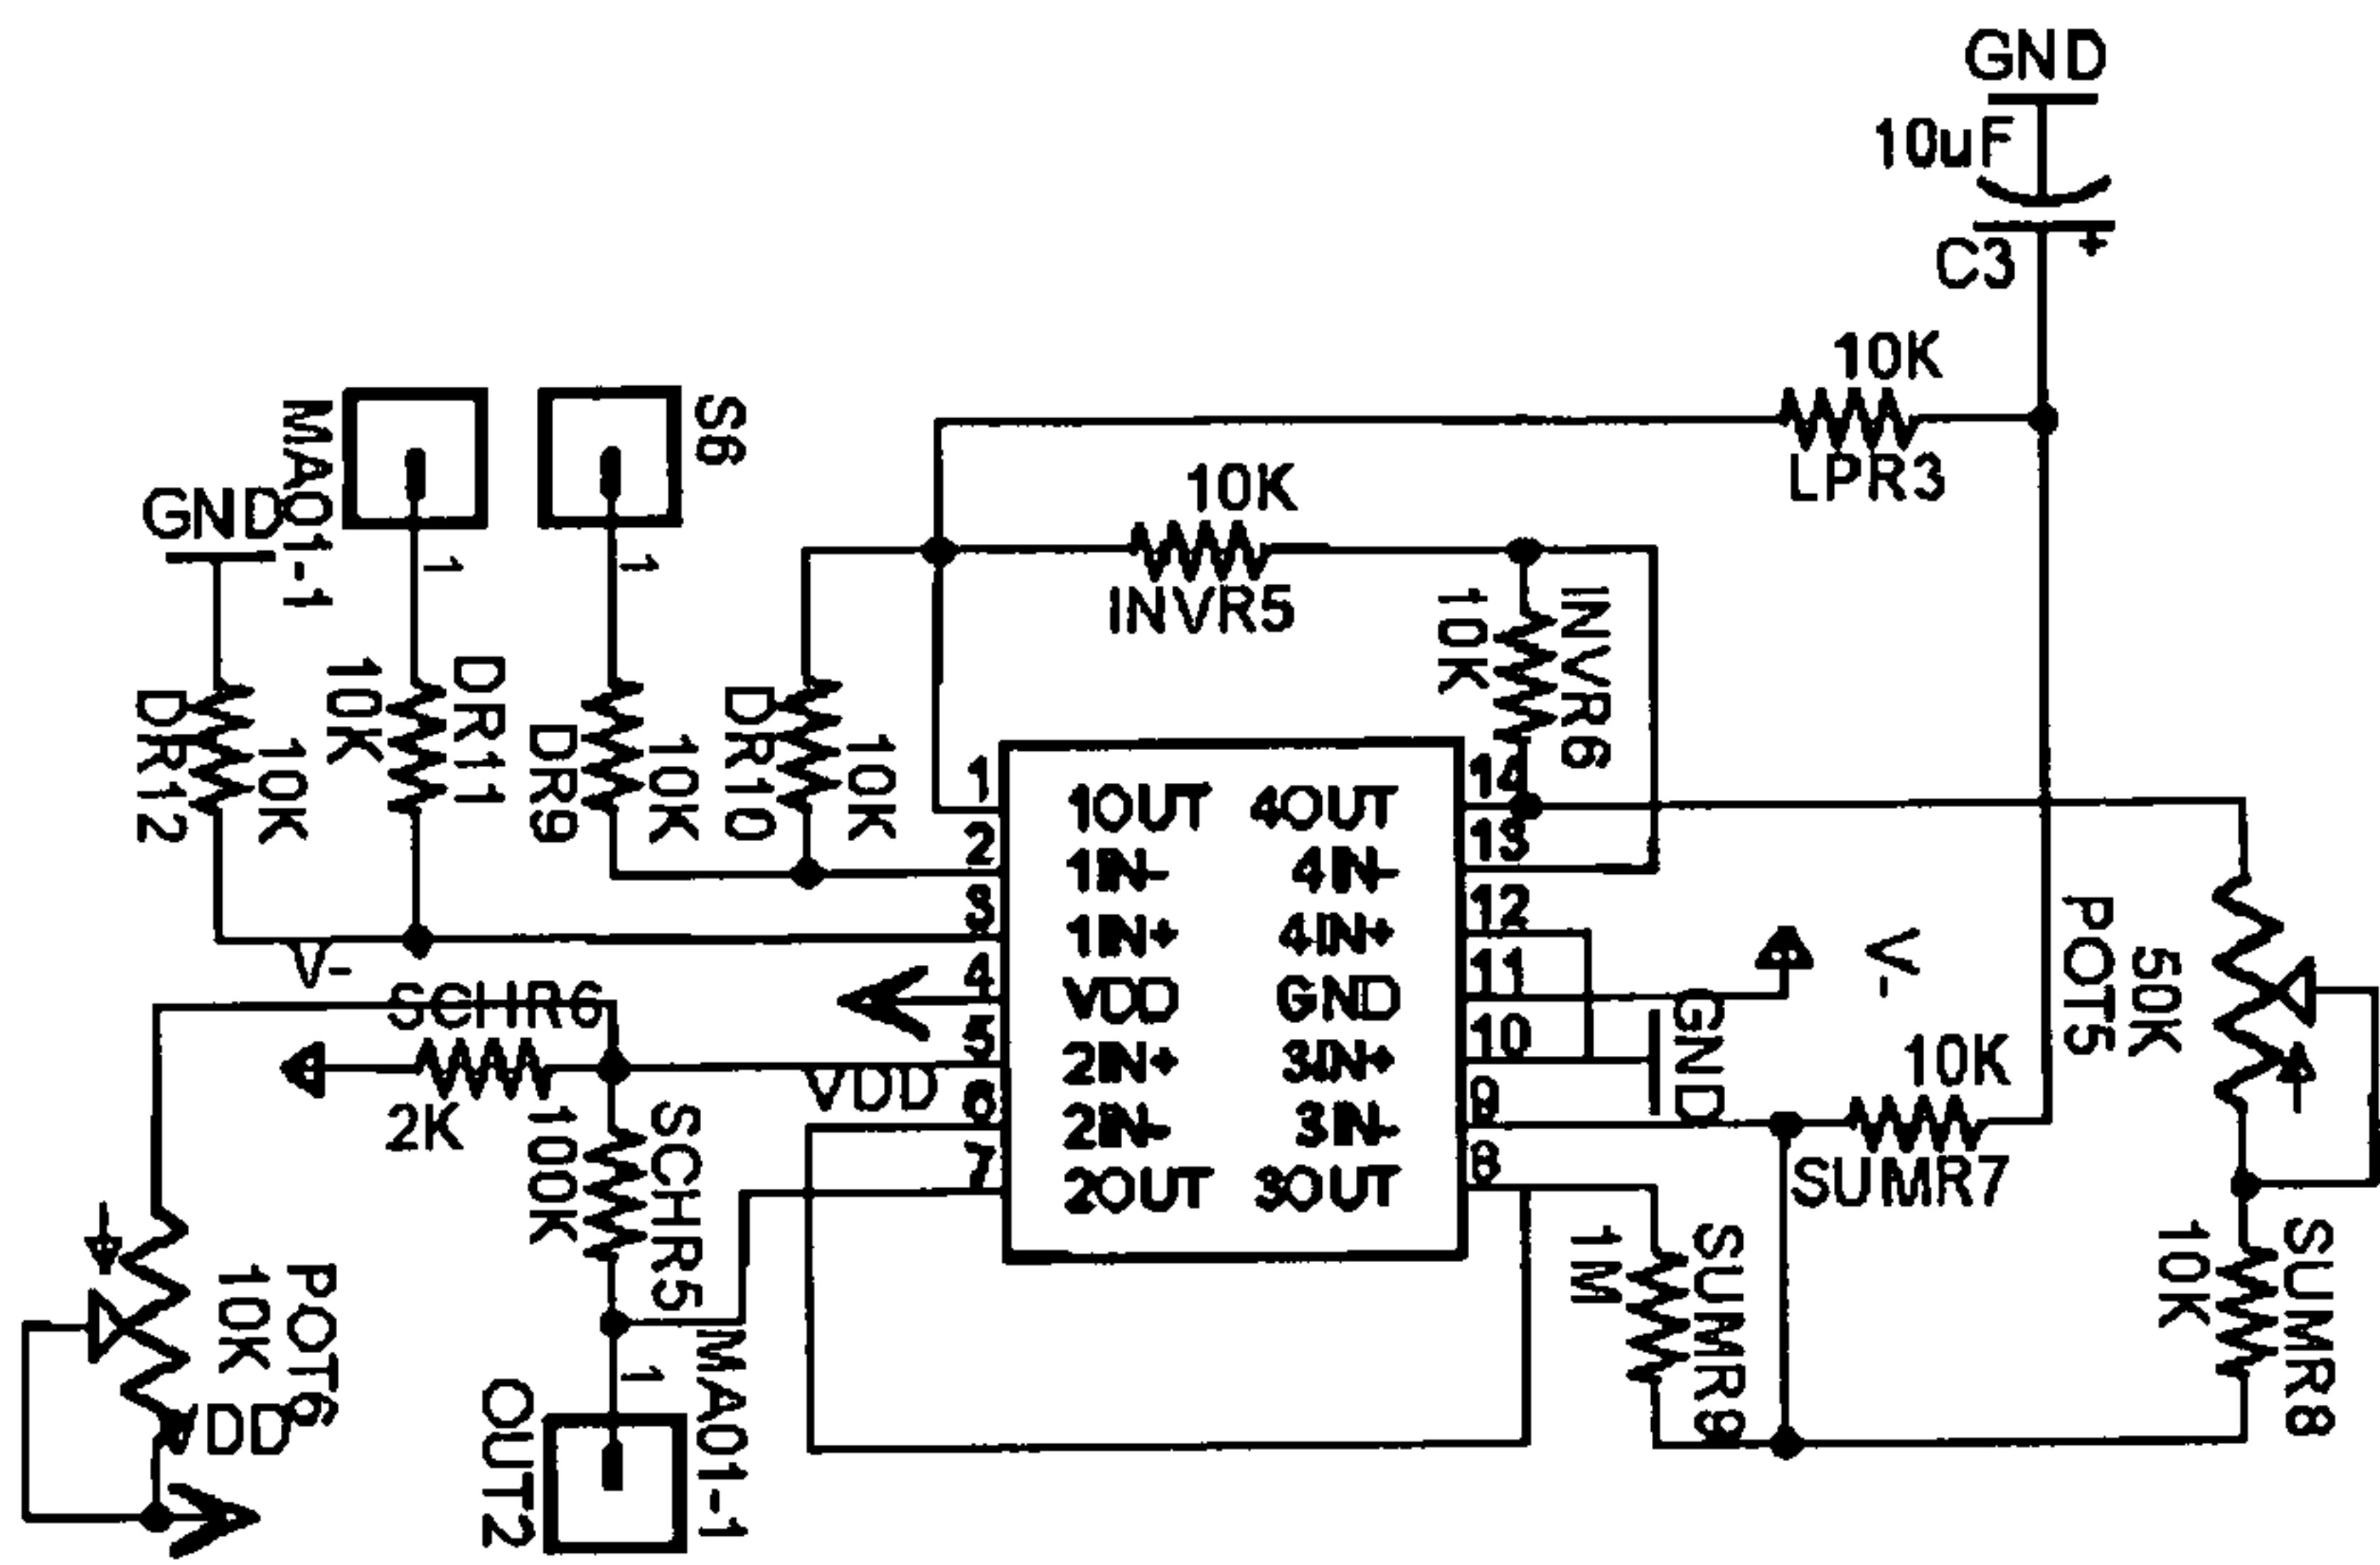 GND
10uF
C3
10K
LPR3
MA01-1
S6
GND
1
1
10K
INVR5
10K
INVR6
DR12
10K
10K
DR11
DR9
10K
DR10
10K
1
2
3
4
5
6
7
1OUT
1IN-
1IN+
VDD
2IN+
2IN-
2OUT
4OUT
4IN-
4IN+
GND
3IN+
3IN-
3OUT
14
13
12
11
10
9
8
V-
V-
GND
POT5
50K
SCHR6
2K
VDD
100K
SCHR5
10K
SUMR7
1M
SUMR9
10K
SUMR8
10K
POT6
VDD
1
MA01-1
OUT2